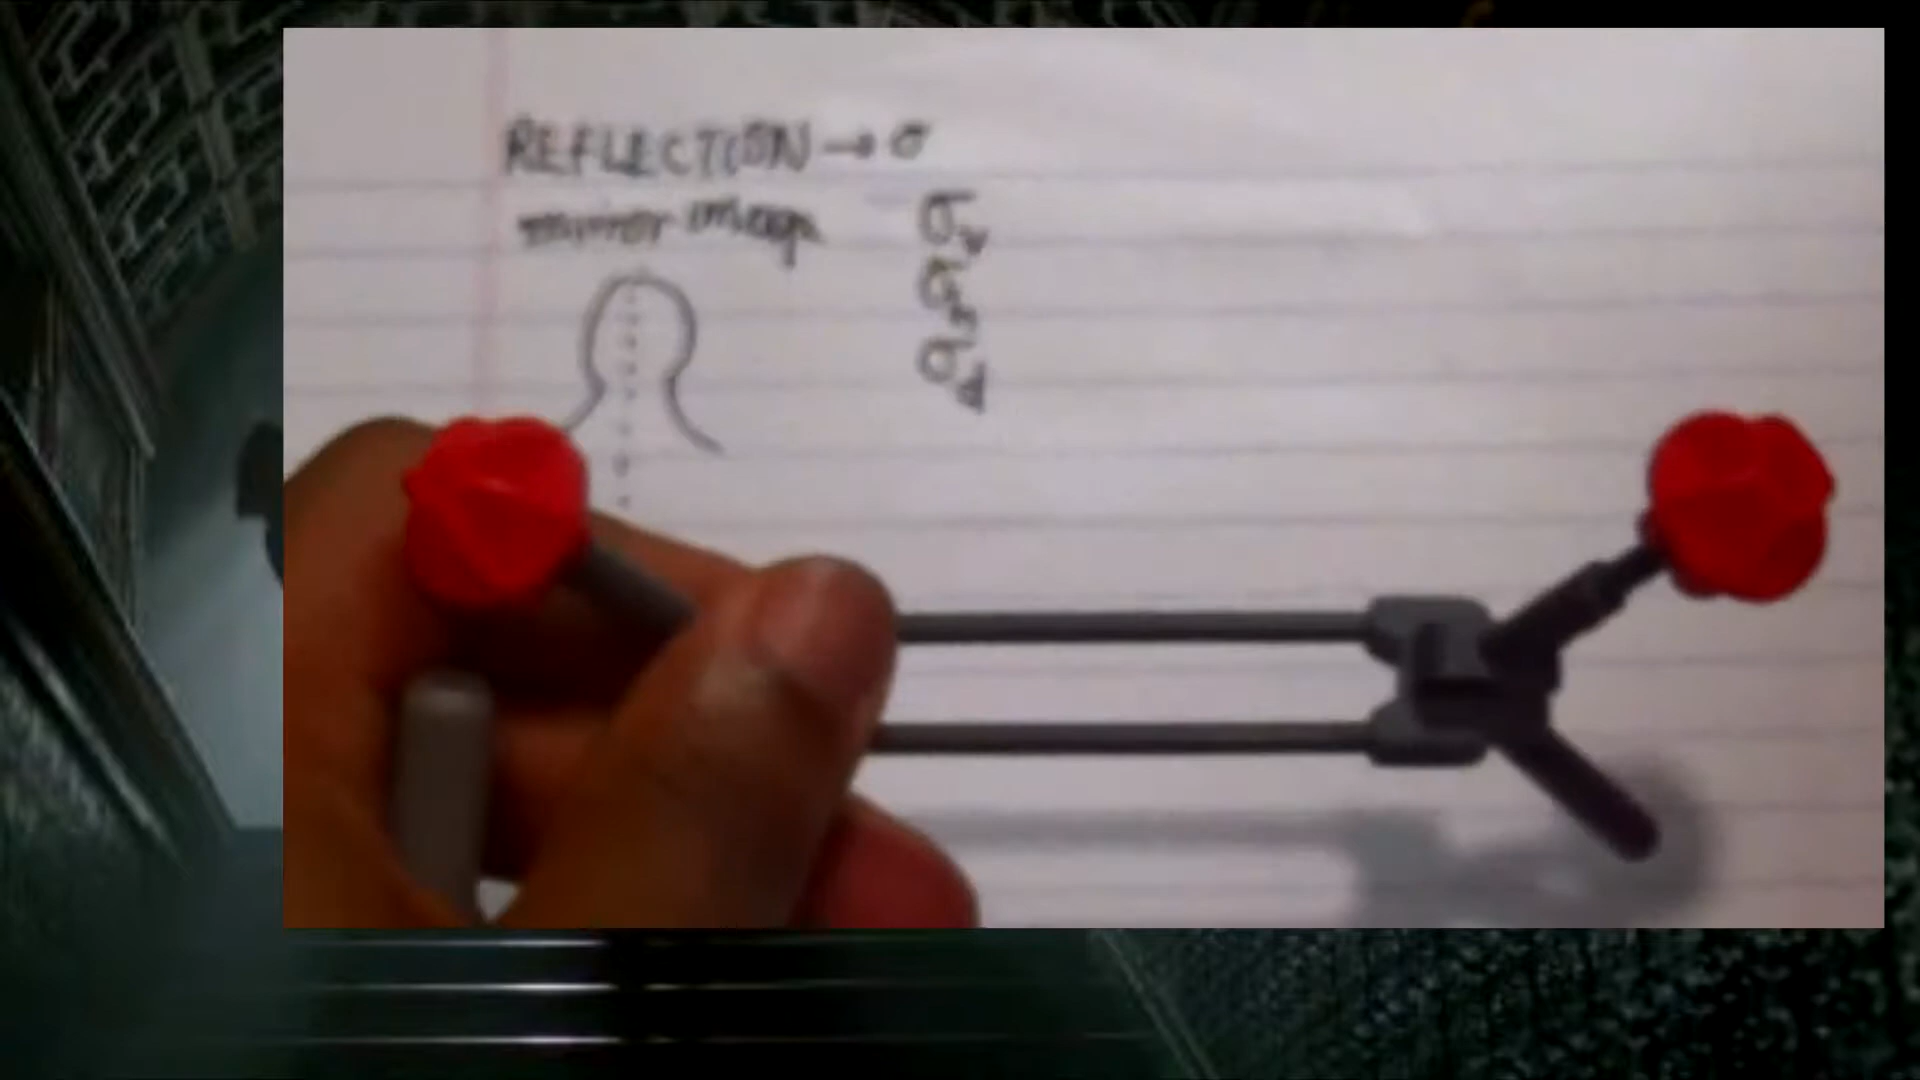 REFLECTION → σ
mirror image
σv
σh
σd